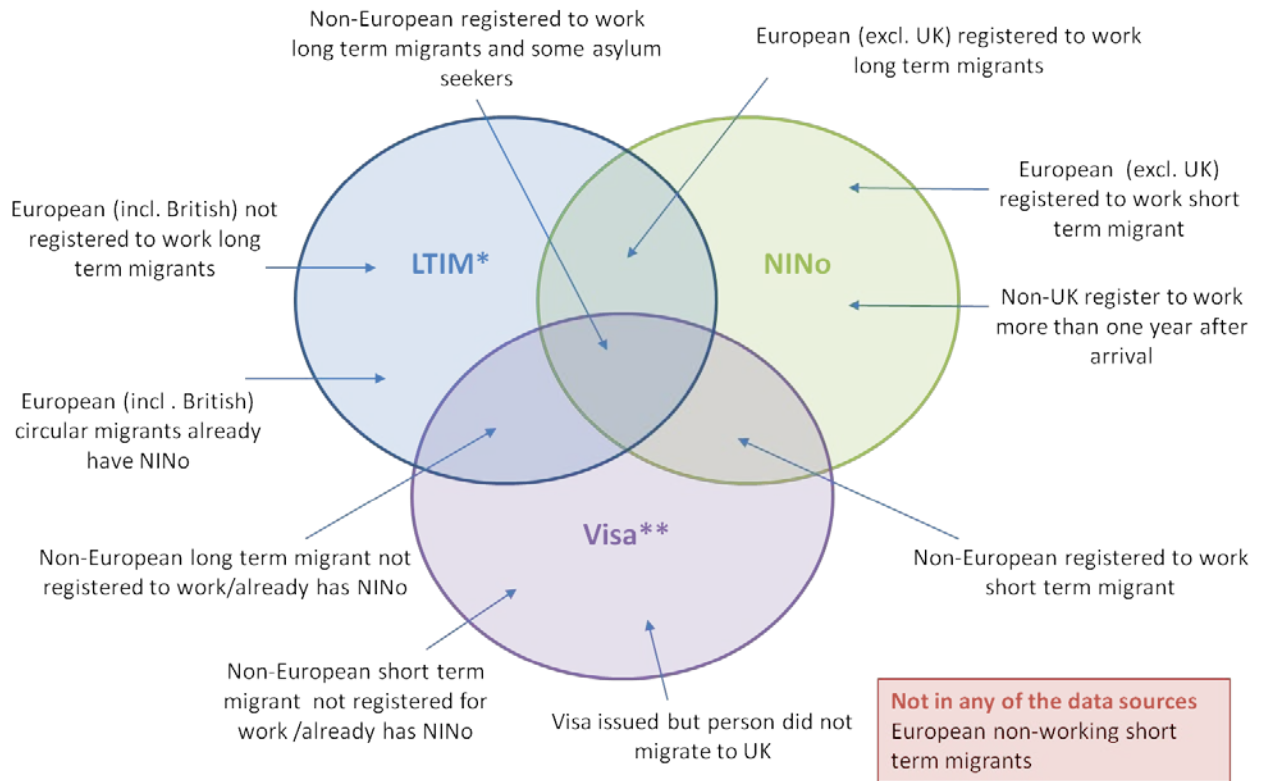 Non-European registered to work
long term migrants and some asylum
seekers
European (excl. UK) registered to work
long term migrants
European (excl. UK)
registered to work short
term migrant
European (incl. British) not
registered to work long
term migrants
LTIM*
NINo
Non-UK register to work
more than one year after
arrival
European (incl . British)
circular migrants already
have NINo
Visa**
Non-European long term migrant not
registered to work/already has NINo
Non-European registered to work
short term migrant
Non-European short term
migrant not registered for
work /already has NINo
Visa issued but person did not
migrate to UK
Not in any of the data sources
European non-working short
term migrants